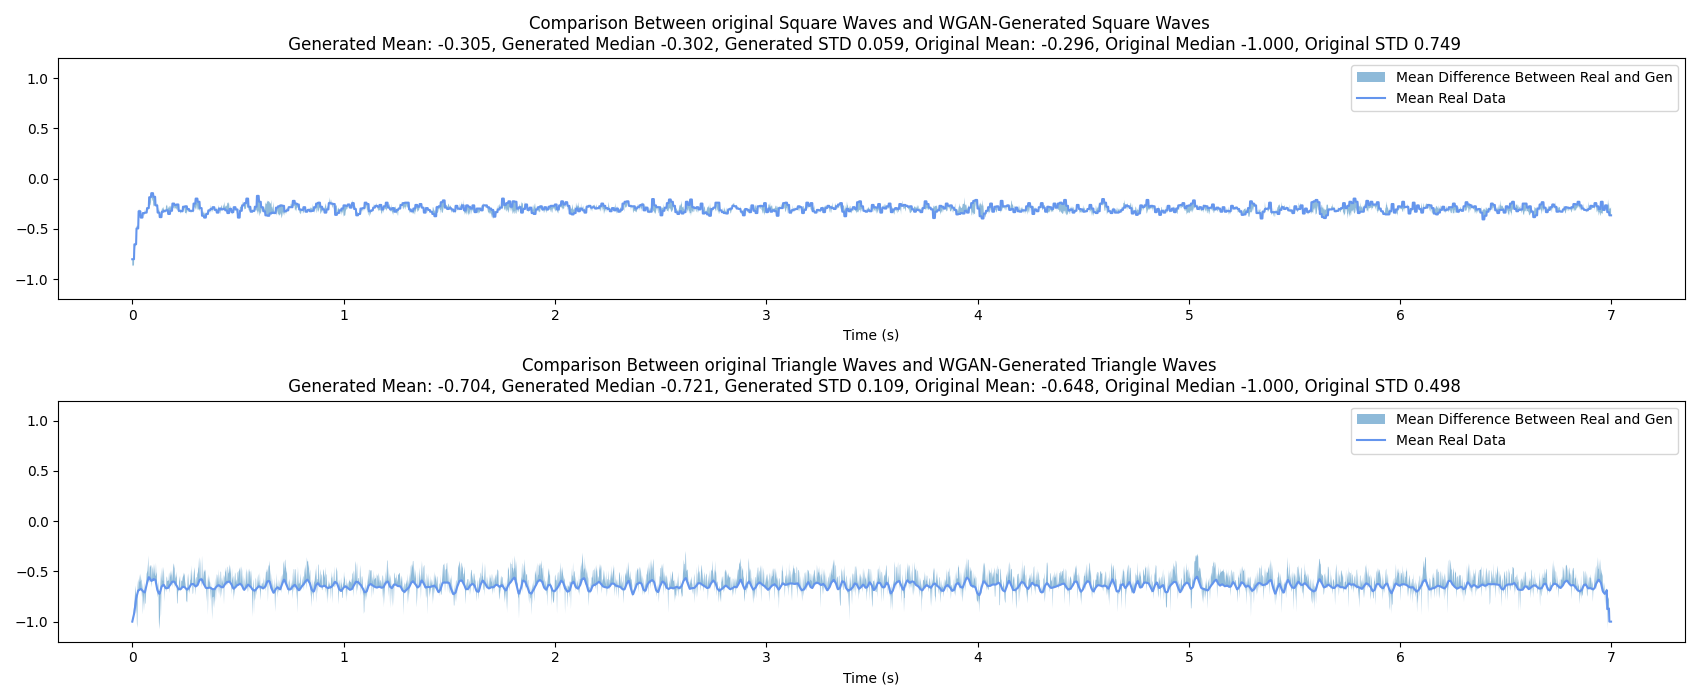 Comparison Between original Square Waves and WGAN-Generated Square Waves
Generated Mean: -0.305, Generated Median -0.302, Generated STD 0.059, Original Mean: -0.296, Original Median -1.000, Original STD 0.749
Mean Difference Between Real and Gen
Mean Real Data
1.0
0.5
0.0
−0.5
−1.0
0 1 2 3 4 5 6 7
Time (s)
Comparison Between original Triangle Waves and WGAN-Generated Triangle Waves
Generated Mean: -0.704, Generated Median -0.721, Generated STD 0.109, Original Mean: -0.648, Original Median -1.000, Original STD 0.498
Mean Difference Between Real and Gen
Mean Real Data
1.0
0.5
0.0
−0.5
−1.0
0 1 2 3 4 5 6 7
Time (s)